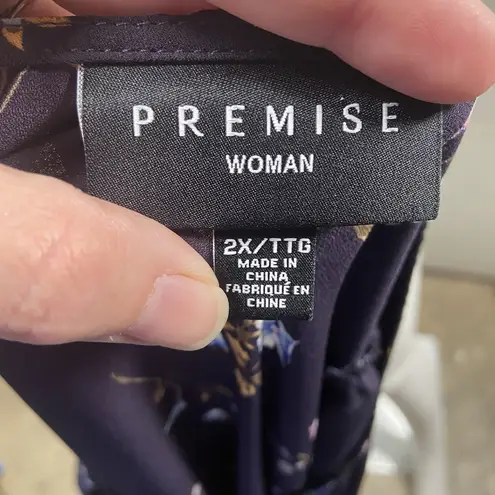 PREMISE
WOMAN
2X/TTG
MADE IN
CHINA
FABRIQUÉ EN
CHINE